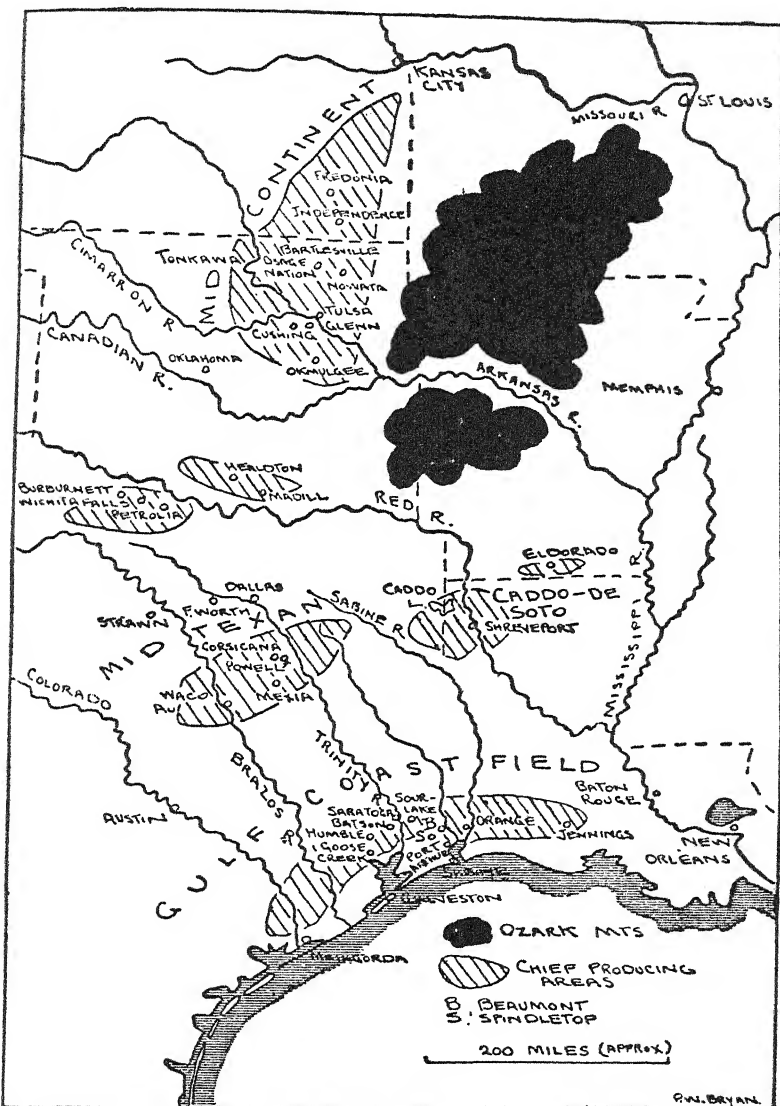 KANSAS
CITY
ST LOUIS
MISSOURI R
MID CONTINENT
FREDONIA
INDEPENDENCE
TONKAWA
BARTLESVILLE
OSAGE
NATION
NOWATA
CIMARRON R
TULSA
GLENN
CUSHING
CANADIAN R.
OKLAHOMA
OKMULGEE
ARKANSAS
R.
MEMPHIS
HEALDTON
MADILL
BURBURNETT
WICHITA FALLS
PETROLIA
RED
R.
ELDORADO
MISSISSIPPI R.
CADDO
CADDO-DE
SOTO
SHREVEPORT
DALLAS
F. WORTH
STRAWN
SABINE
R
MID TEXAN
CORSICANA
POWELL
MEXIA
WACO
COLORADO
TRINITY
R
BRAZOS
R
AUSTIN
GULF COAST FIELD
BATON
ROUGE
SOUR-
LAKE
SARATOGA
BATSON
HUMBLE
GOOSE
CREEK
B
S
PORT
ARTHUR
ORANGE
JENNINGS
NEW
ORLEANS
SABINE
GALVESTON
MATAGORDA
OZARK MTS
CHIEF PRODUCING
AREAS
B. BEAUMONT
S. SPINDLETOP
200 MILES (APPROX)
P.W. BRYAN.